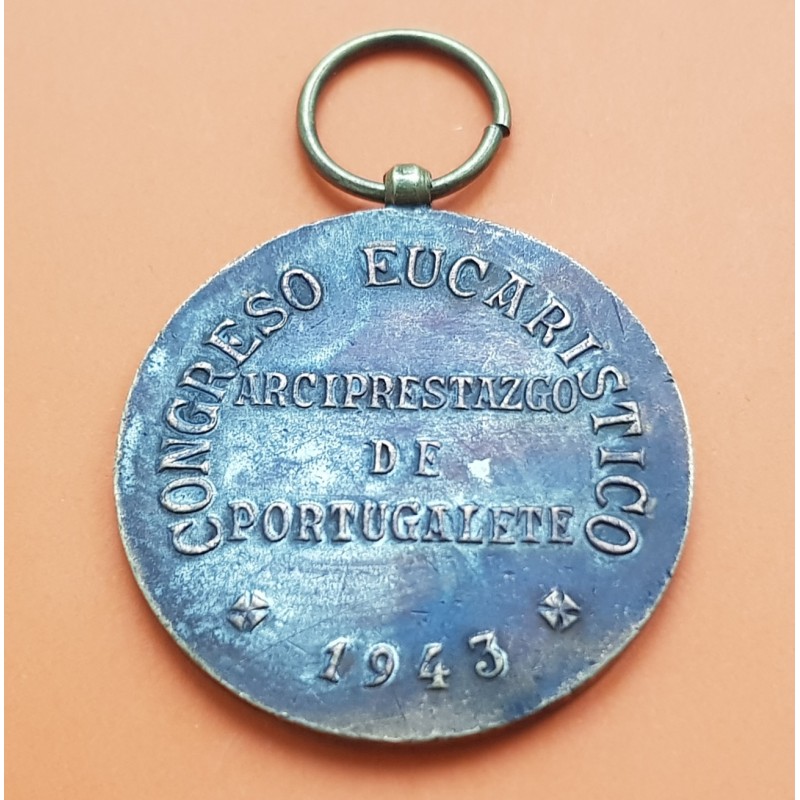 CONGRESO EUCARISTICO
ARCIPRESTAZGO
DE
PORTUGALETE
1943